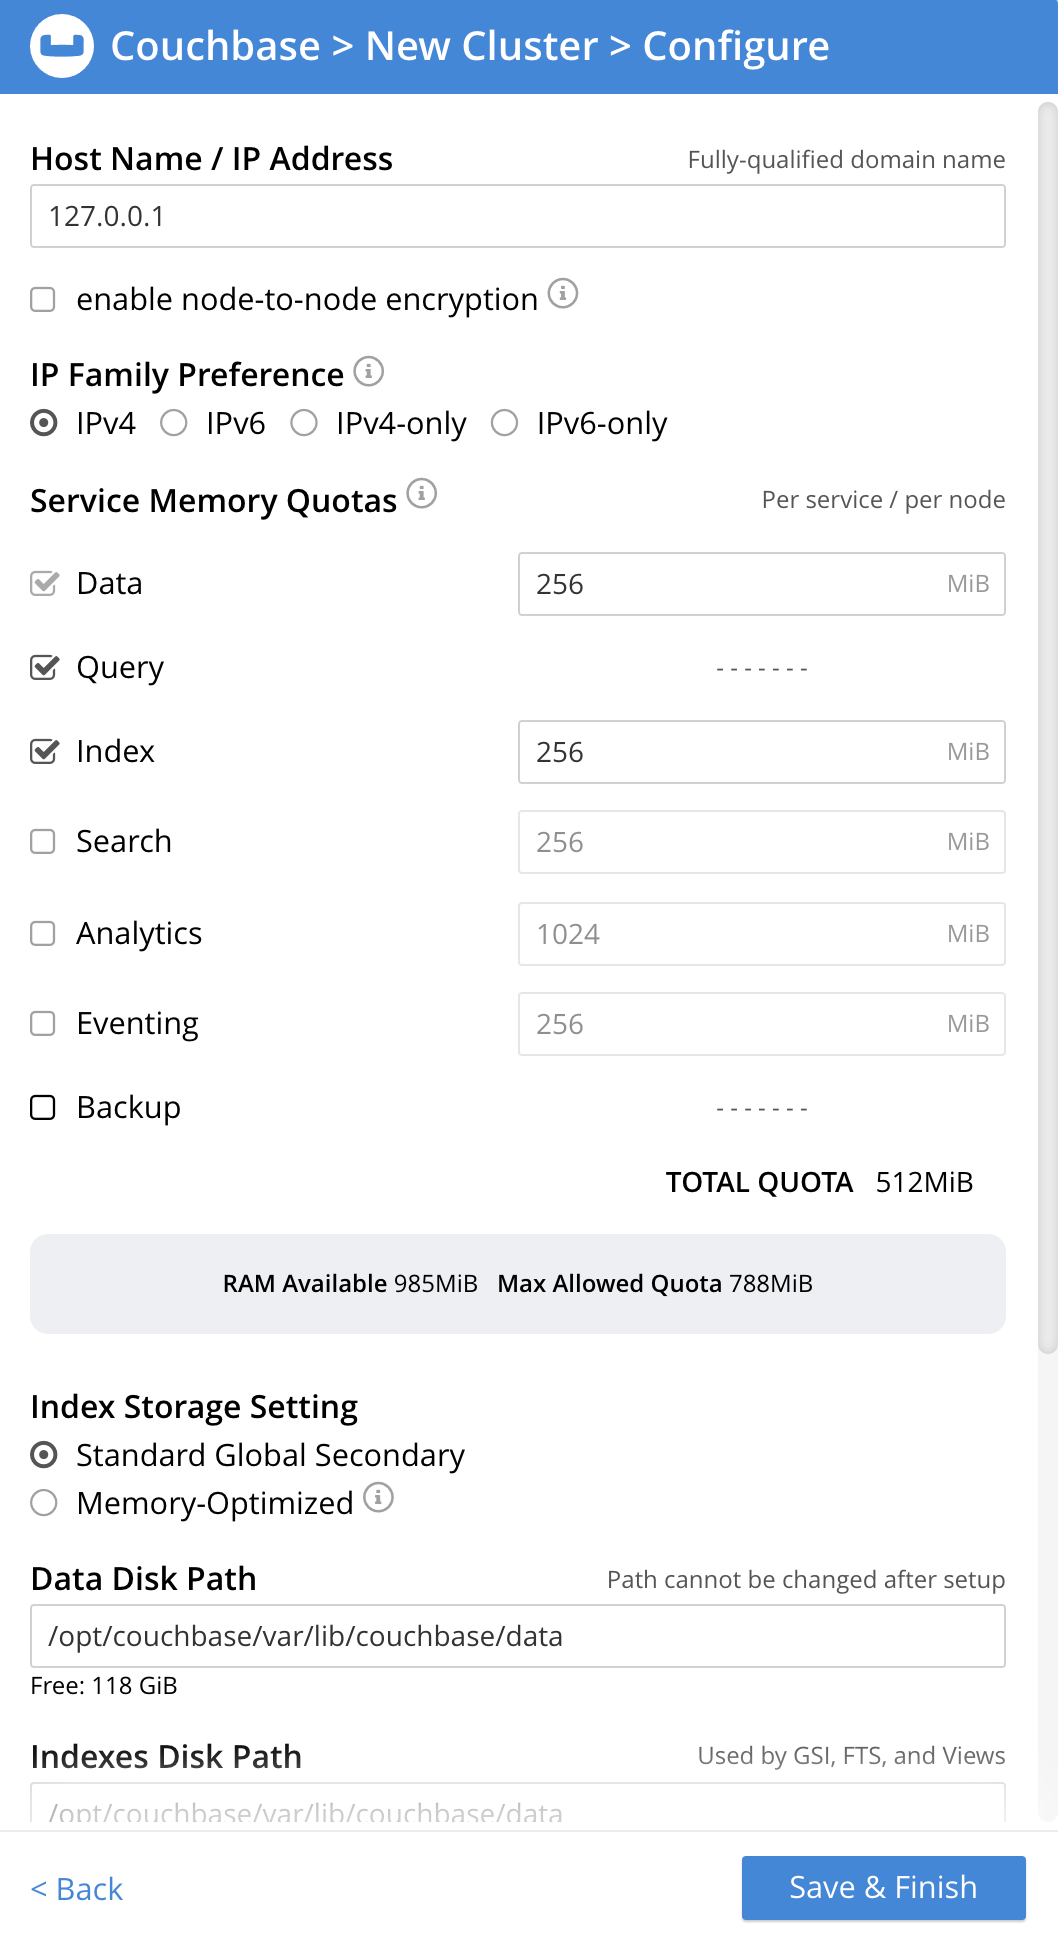 Couchbase > New Cluster > Configure
Host Name / IP Address Fully-qualified domain name
127.0.0.1
enable node-to-node encryption
IP Family Preference
IPv4 IPv6 IPv4-only IPv6-only
Service Memory Quotas Per service / per node
Data 256 MiB
Query -------
Index 256 MiB
Search 256 MiB
Analytics 1024 MiB
Eventing 256 MiB
Backup -------
TOTAL QUOTA 512MiB
RAM Available 985MiB Max Allowed Quota 788MiB
Index Storage Setting
Standard Global Secondary
Memory-Optimized
Data Disk Path Path cannot be changed after setup
/opt/couchbase/var/lib/couchbase/data
Free: 118 GiB
Indexes Disk Path Used by GSI, FTS, and Views
/opt/couchbase/var/lib/couchbase/data
< Back Save & Finish